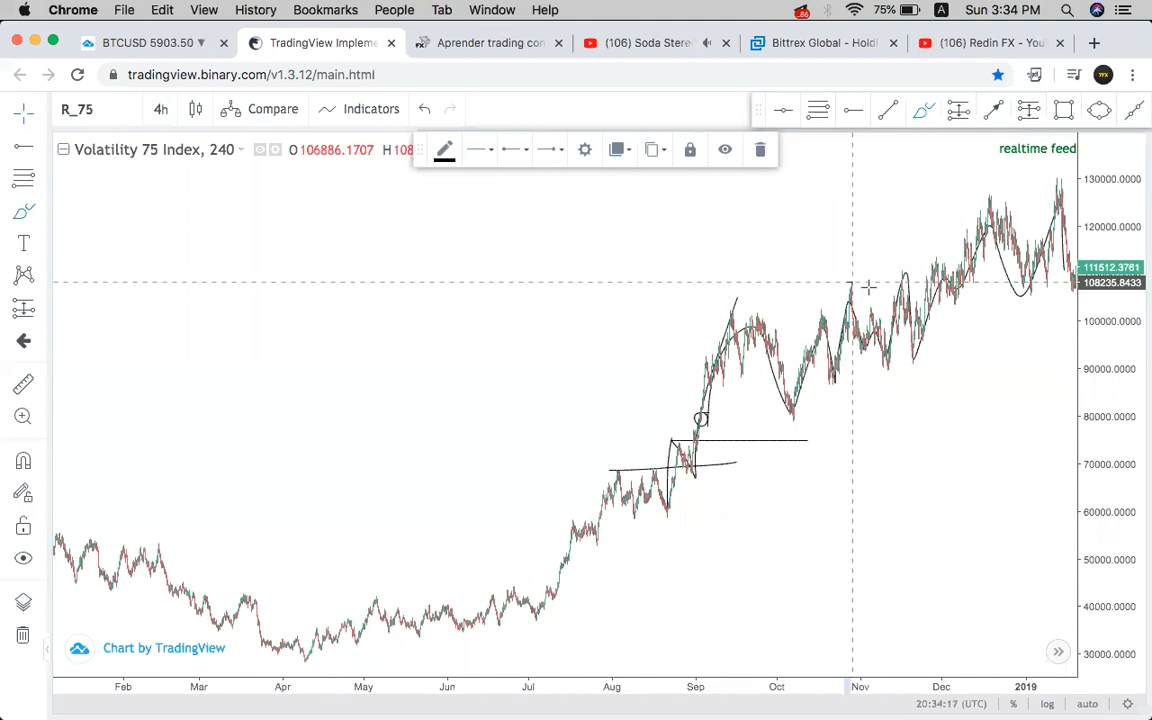 Chrome File Edit View History Bookmarks People Tab Window Help .86 75% A Sun 3:34 PM
BTCUSD 5903.50 ▼ TradingView Impleme Aprender trading con (106) Soda Stere (106) Redin FX - You
Bittrex Global - Holdi
tradingview.binary.com/v1.3.12/main.html
R_75 4h Compare Indicators
Volatility 75 Index, 240 O 106886.1707 H 108
realtime feed
130000.0000
120000.0000
111512.3761
108235.8433
100000.0000
90000.0000
80000.0000
70000.0000
60000.0000
50000.0000
40000.0000
30000.0000
Chart by TradingView
Feb Mar Apr May Jun Jul Aug Sep Oct Nov Dec 2019
20:34:17 (UTC) % log auto